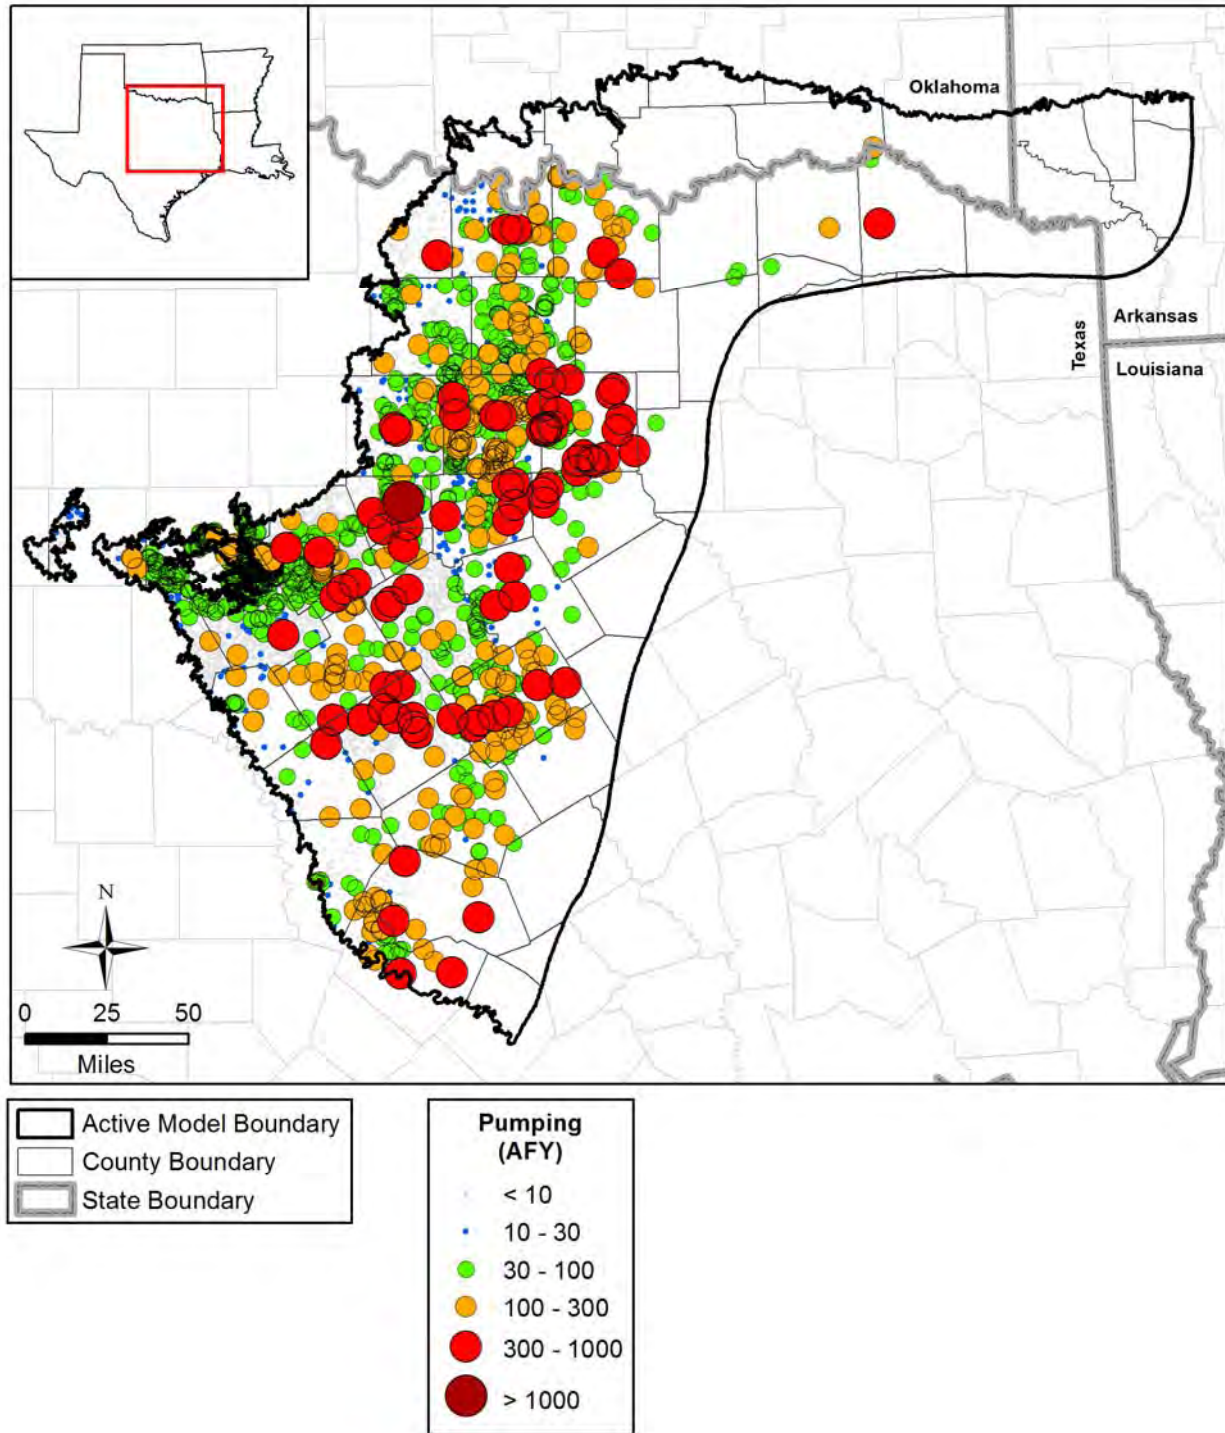 Oklahoma
Arkansas
Texas
Louisiana
N
0 25 50
Miles
Active Model Boundary
County Boundary
State Boundary
Pumping
(AFY)
< 10
10 - 30
30 - 100
100 - 300
300 - 1000
> 1000